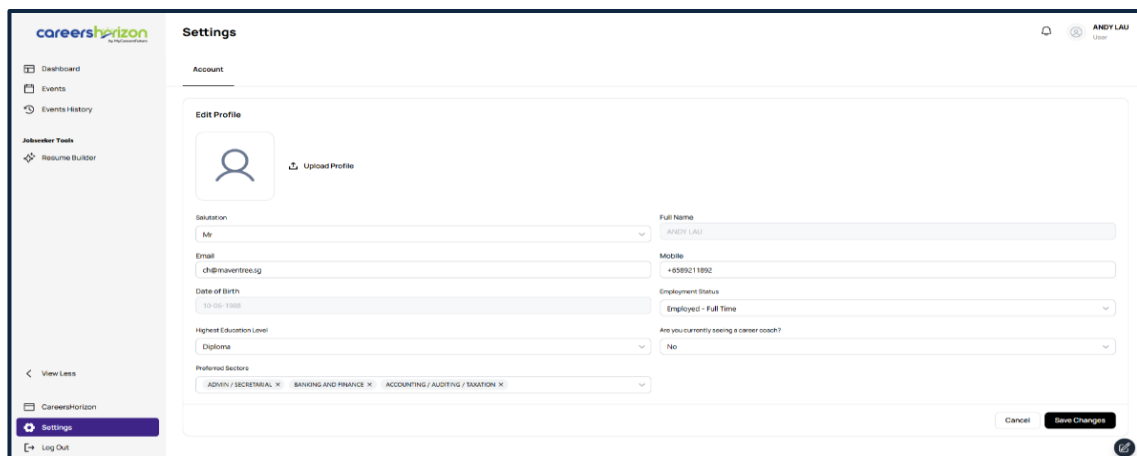 careershorizon
by MyCareersFuture
Dashboard
Events
Events History
Jobseeker Tools
Resume Builder
View Less
CareersHorizon
Settings
Log Out
Settings
ANDY LAU
User
Account
Edit Profile
Upload Profile
Salutation
Mr
Full Name
ANDY LAU
Email
ch@maventree.sg
Mobile
+6589211892
Date of Birth
10-06-1988
Employment Status
Employed - Full Time
Highest Education Level
Diploma
Are you currently seeing a career coach?
No
Preferred Sectors
ADMIN / SECRETARIAL × BANKING AND FINANCE × ACCOUNTING / AUDITING / TAXATION ×
Cancel Save Changes